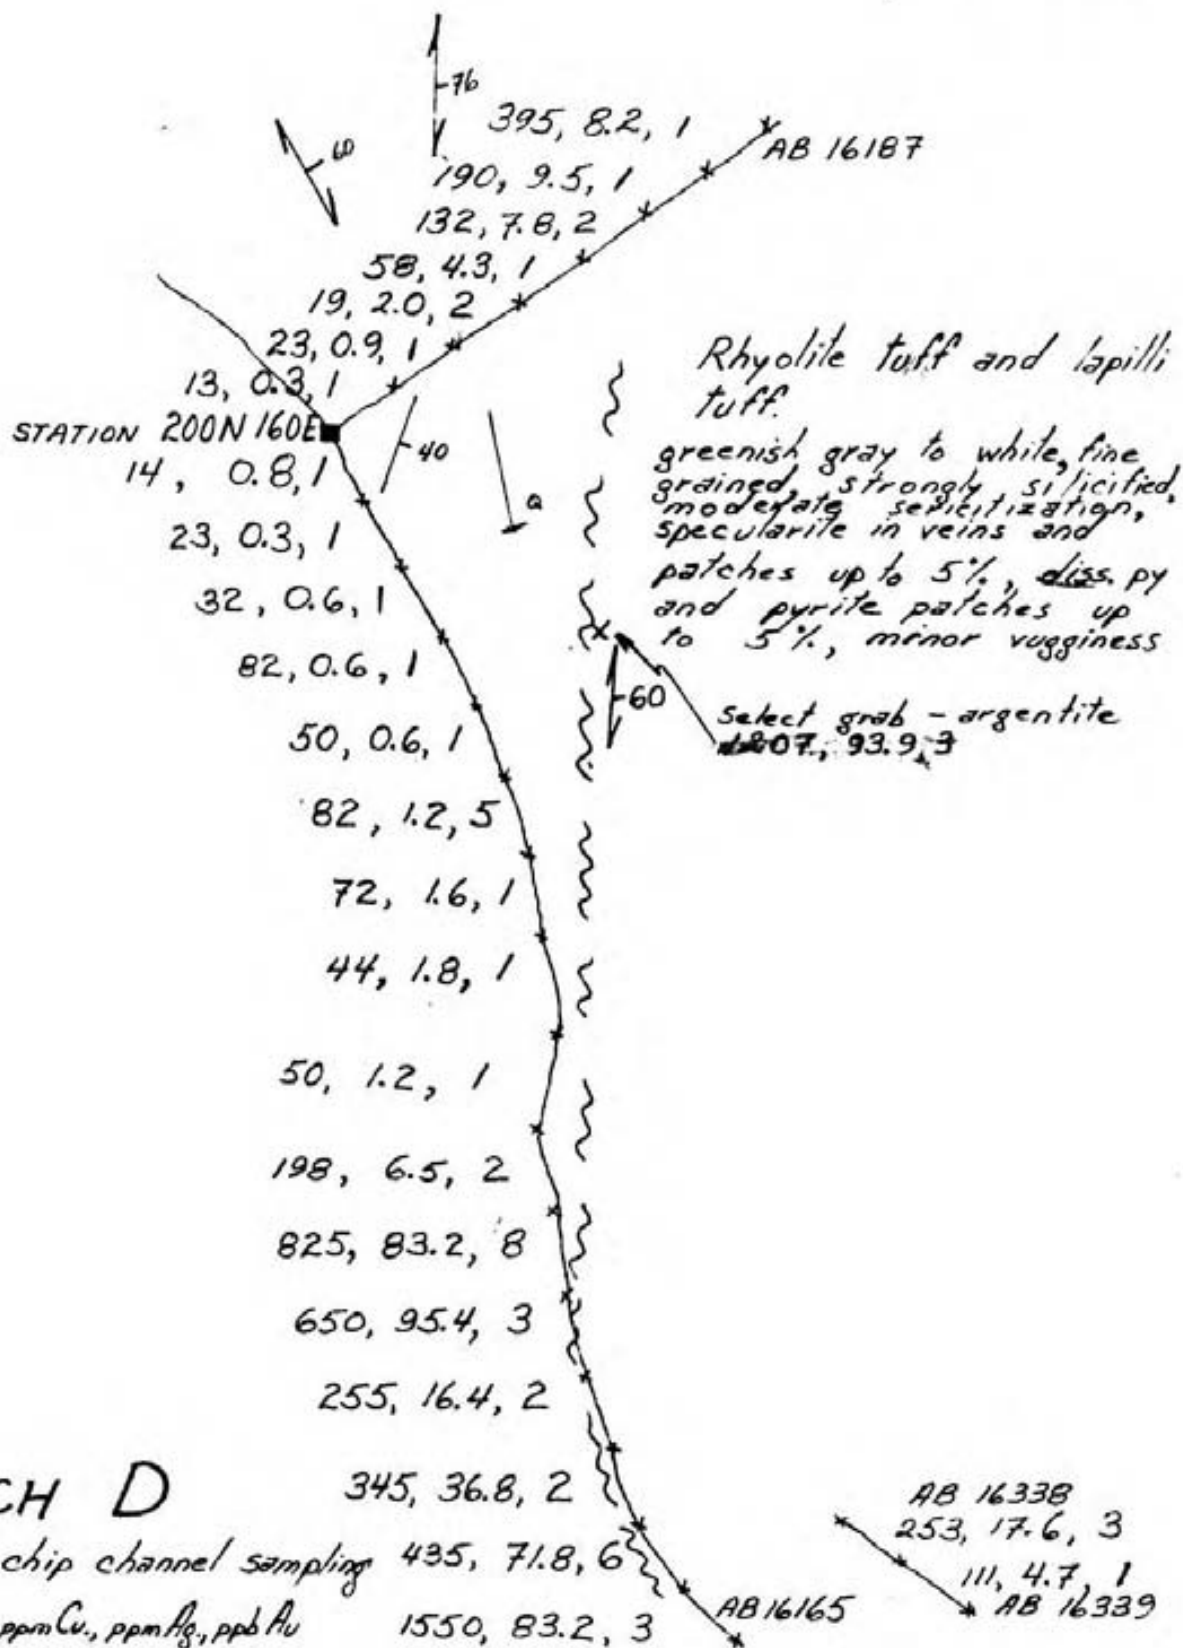 76
60
395, 8.2, 1
AB 16187
190, 9.5, 1
132, 7.8, 2
58, 4.3, 1
19, 2.0, 2
23, 0.9, 1
13, 0.3, 1
STATION 200N 160E
40
14, 0.8, 1
23, 0.3, 1
32, 0.6, 1
82, 0.6, 1
50, 0.6, 1
82, 1.2, 5
72, 1.6, 1
44, 1.8, 1
50, 1.2, 1
198, 6.5, 2
825, 83.2, 8
650, 95.4, 3
255, 16.4, 2
345, 36.8, 2
435, 71.8, 6
1550, 83.2, 3
AB 16165
Rhyolite tuff and lapilli
tuff.
greenish gray to white, fine
grained, strongly silicified,
moderate sericitization,
specularite in veins and
patches up to 5%, diss. py
and pyrite patches up
to 5%, minor vugginess
60
Select grab - argentite
93.9, 3
AB 16338
253, 17.6, 3
111, 4.7, 1
AB 16339
CH D
chip channel sampling
ppm Cu., ppm Ag., ppb Au